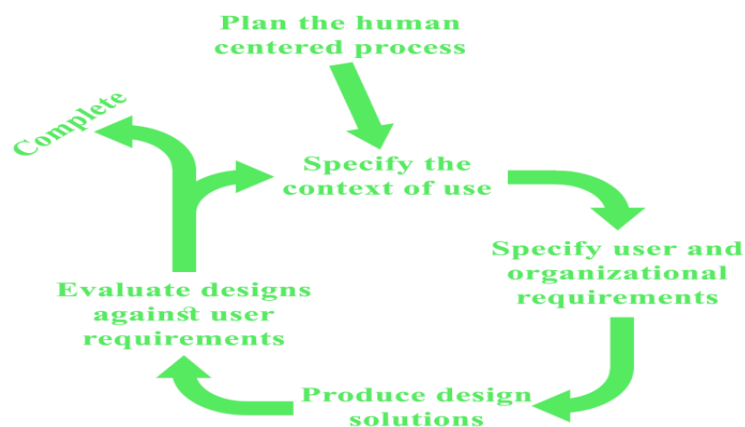 Plan the human
centered process
Complete
Specify the
context of use
Specify user and
organizational
requirements
Evaluate designs
against user
requirements
Produce design
solutions